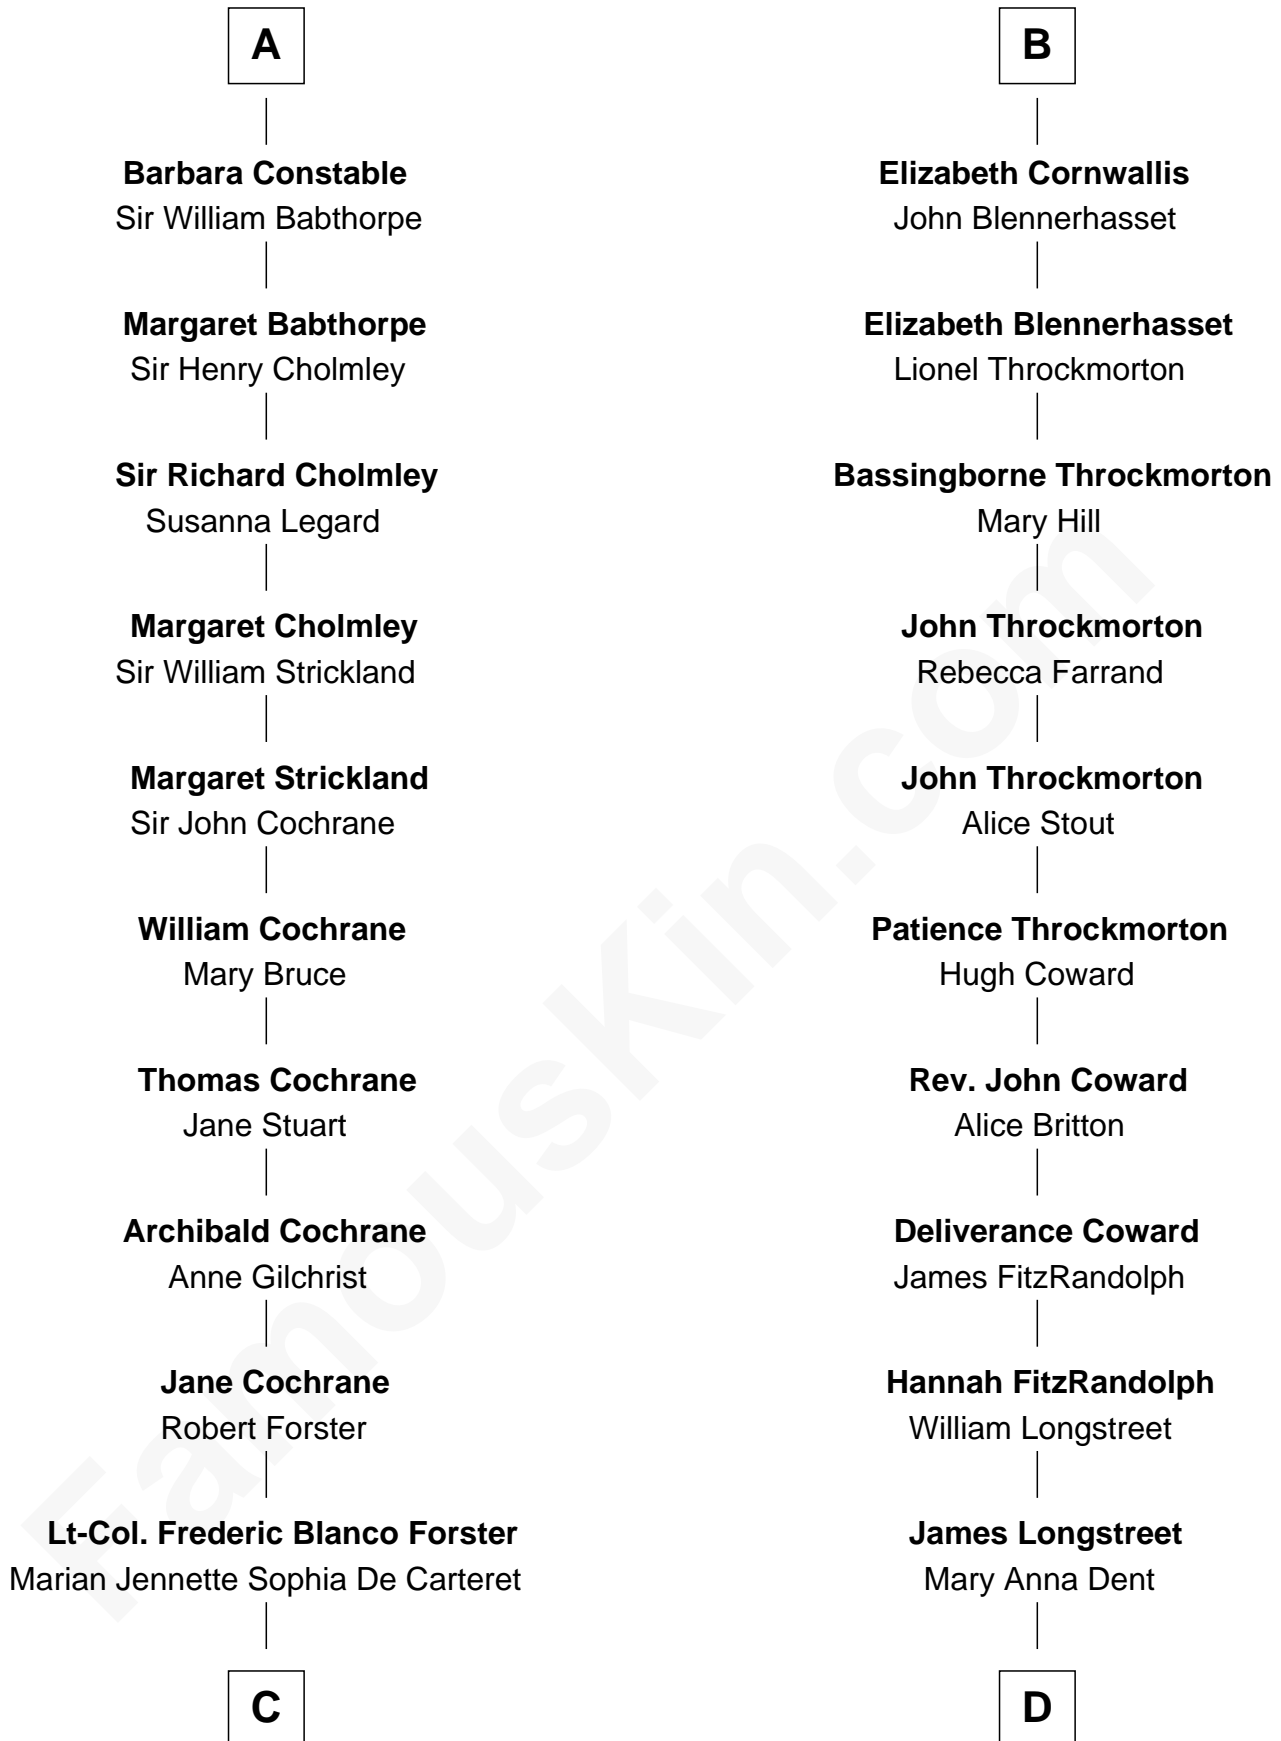 A
Barbara Constable
Sir William Babthorpe
Margaret Babthorpe
Sir Henry Cholmley
Sir Richard Cholmley
Susanna Legard
Margaret Cholmley
Sir William Strickland
Margaret Strickland
Sir John Cochrane
William Cochrane
Mary Bruce
Thomas Cochrane
Jane Stuart
Archibald Cochrane
Anne Gilchrist
Jane Cochrane
Robert Forster
Lt-Col. Frederic Blanco Forster
Marian Jennette Sophia De Carteret
C
B
Elizabeth Cornwallis
John Blennerhasset
Elizabeth Blennerhasset
Lionel Throckmorton
Bassingborne Throckmorton
Mary Hill
John Throckmorton
Rebecca Farrand
John Throckmorton
Alice Stout
Patience Throckmorton
Hugh Coward
Rev. John Coward
Alice Britton
Deliverance Coward
James FitzRandolph
Hannah FitzRandolph
William Longstreet
James Longstreet
Mary Anna Dent
D
FamousKin.com